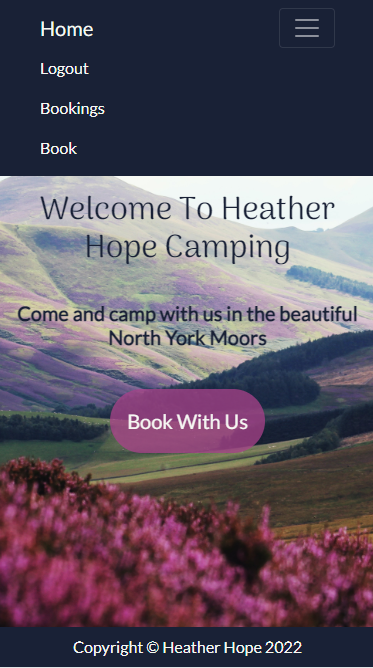 Home
Logout
Bookings
Book
Welcome To Heather
Hope Camping
Come and camp with us in the beautiful
North York Moors
Book With Us
Copyright © Heather Hope 2022